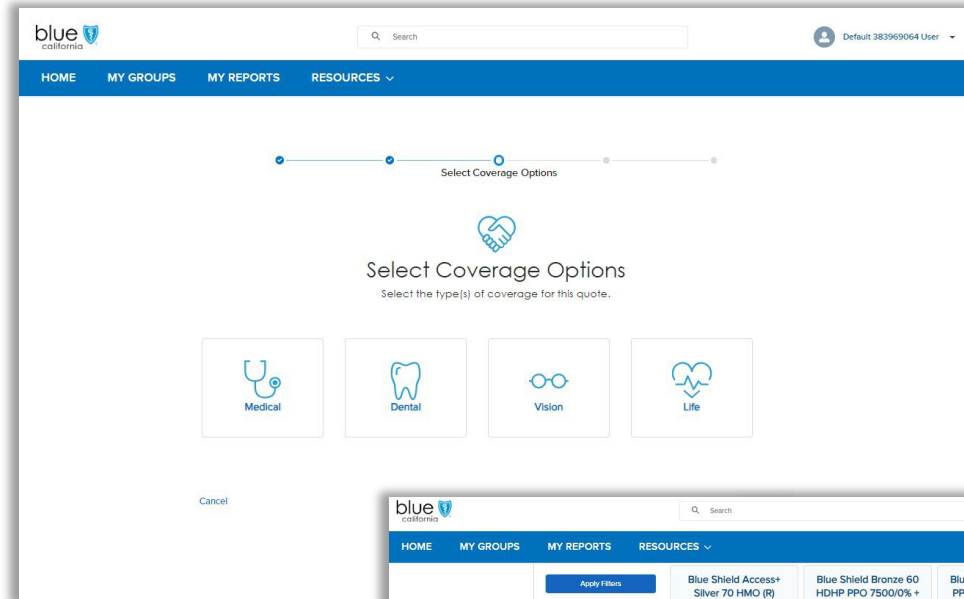 blue
california
Search
Default 383969064 User
HOME MY GROUPS MY REPORTS RESOURCES
Select Coverage Options
Select Coverage Options
Select the type(s) of coverage for this quote.
Medical Dental Vision Life
Cancel
blue
california
Search
HOME MY GROUPS MY REPORTS RESOURCES
Apply Filters
Blue Shield Access+ Blue Shield Bronze 60 Blu
Silver 70 HMO (R) HDHP PPO 7500/0% + PP